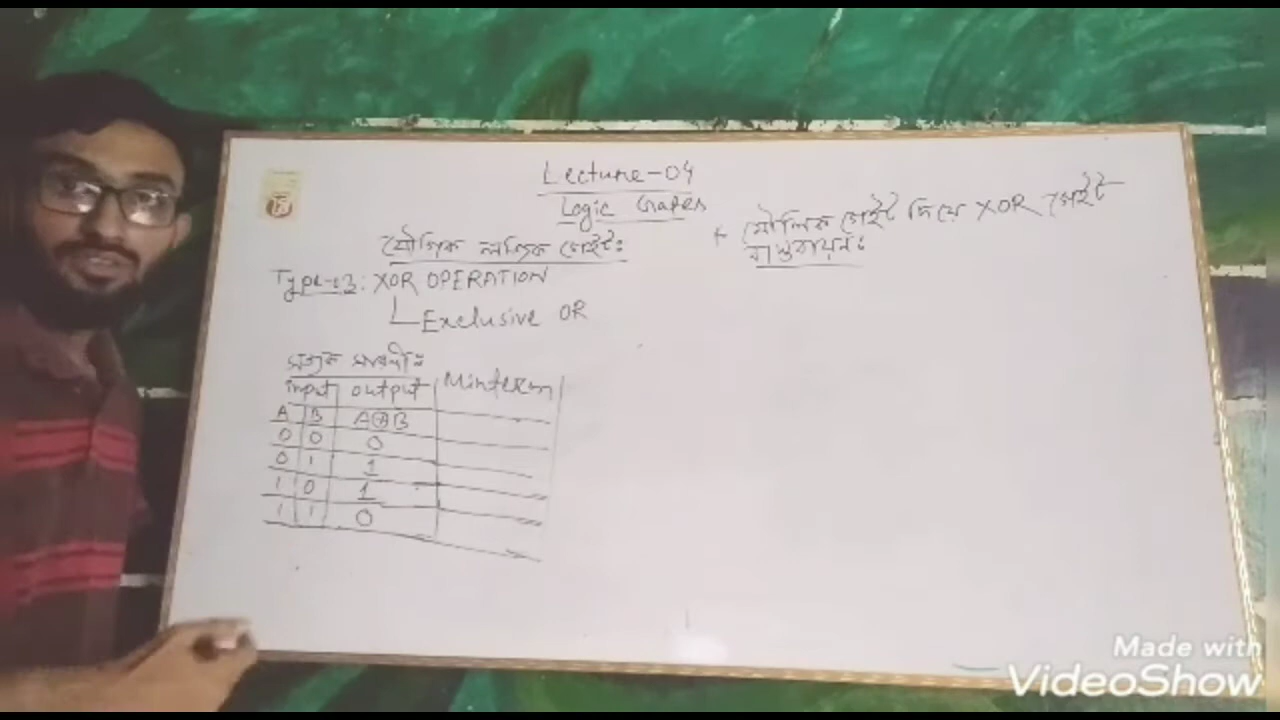 Lecture-04
Logic Gates
যৌগিক লজিক গেইটঃ
Type-03: XOR OPERATION
Exclusive OR
সত্যক সারণীঃ
input output Minterm
A B A⊕B
0 0 0
0 1 1
1 0 1
1 1 0
+ মৌলিক গেইট দিয়ে XOR গেইট
বাস্তবায়নঃ
Made with
VideoShow